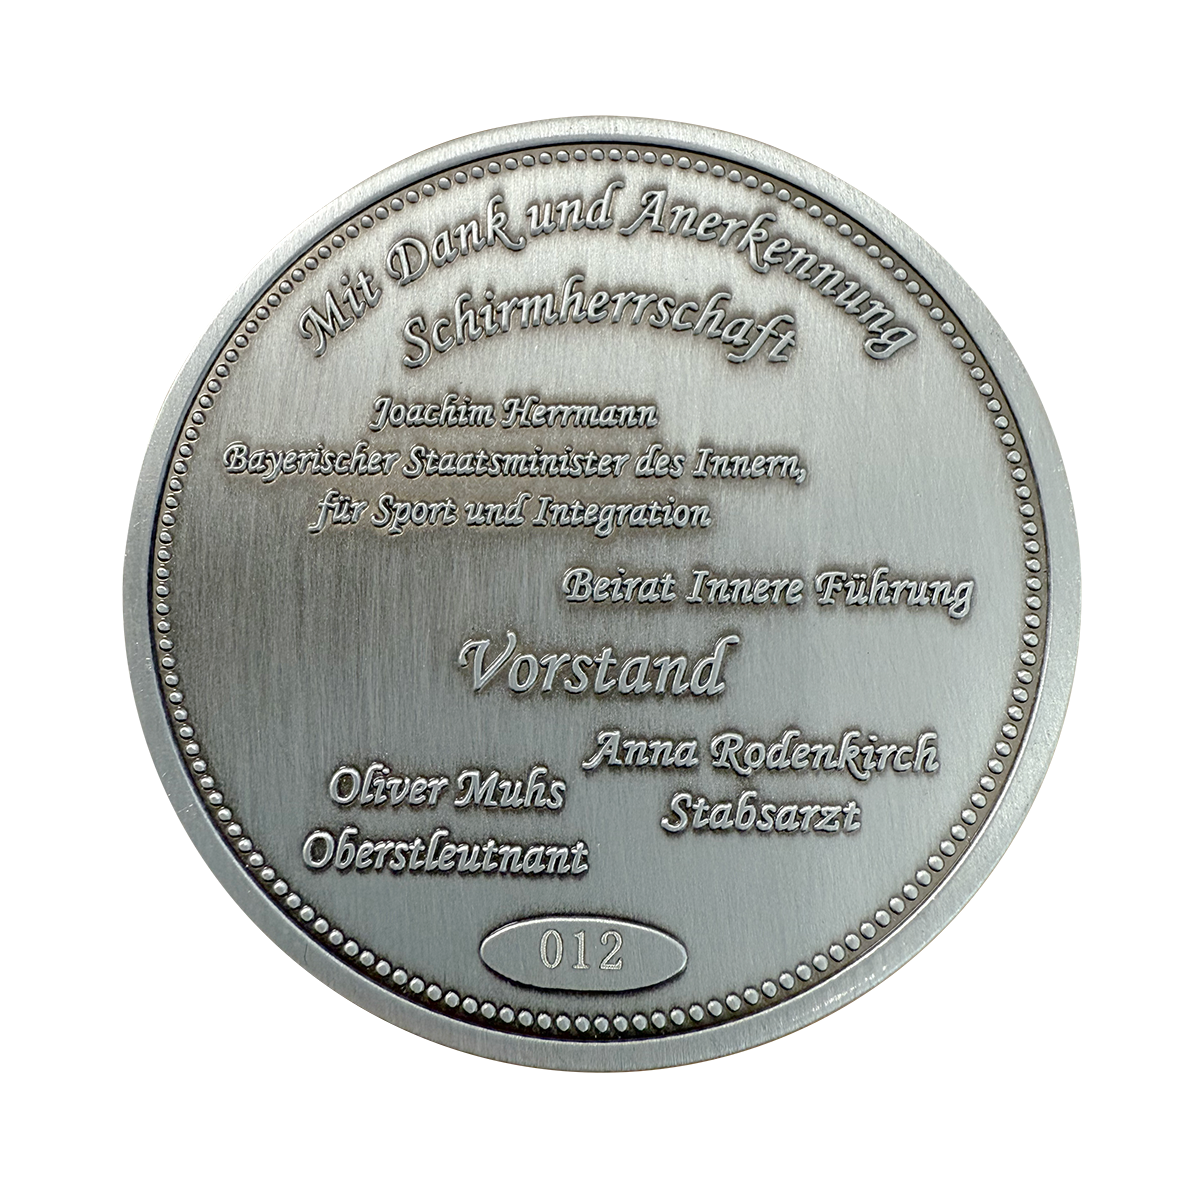 Mit Dank und Anerkennung
Schirmherrschaft
Joachim Herrmann
Bayerischer Staatsminister des Innern,
für Sport und Integration
Beirat Innere Führung
Vorstand
Anna Rodenkirch
Stabsarzt
Oliver Muhs
Oberstleutnant
012